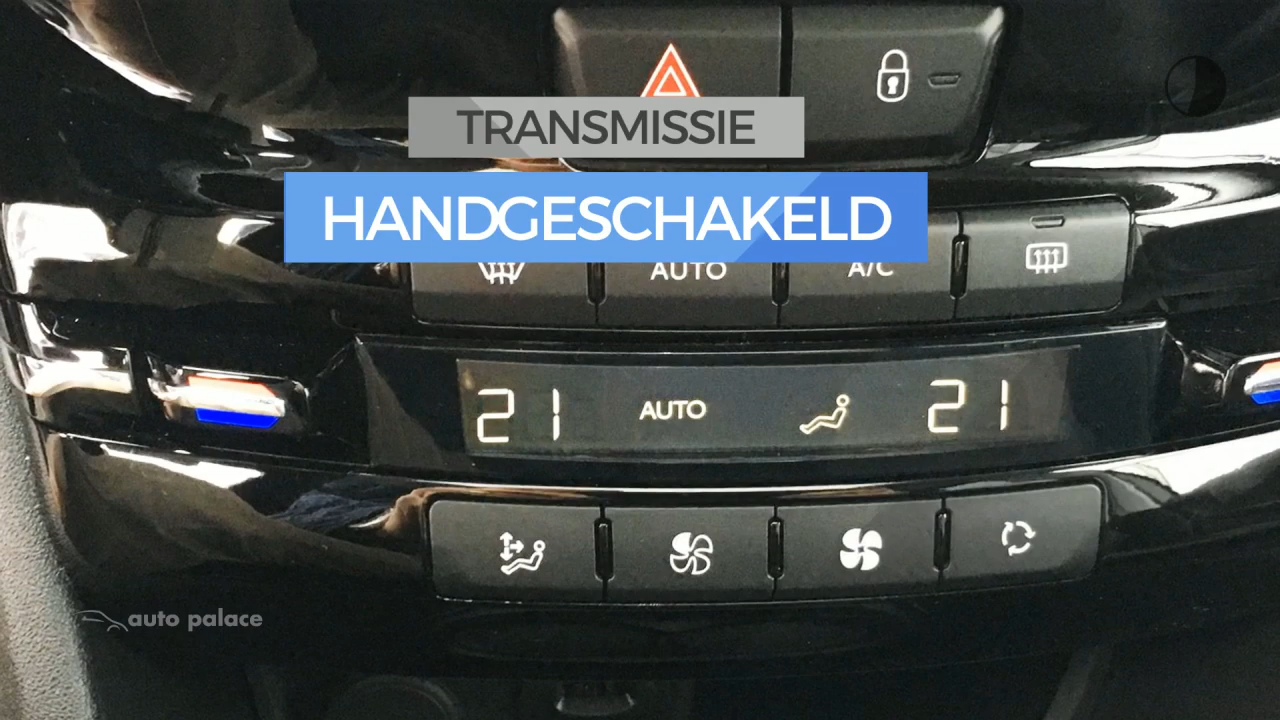 TRANSMISSIE
HANDGESCHAKELD
AUTO A/C
21 AUTO 21
auto palace